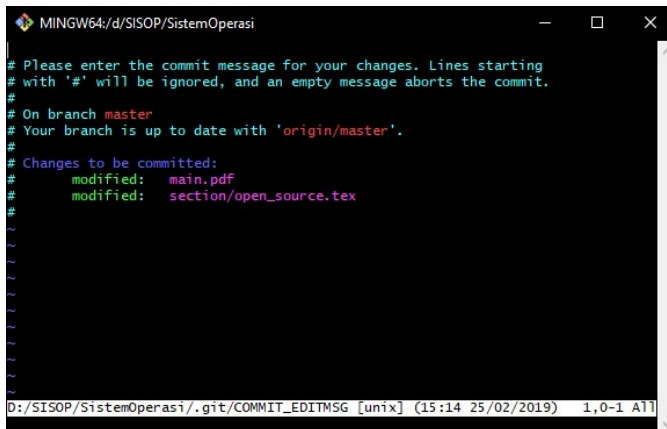 MINGW64:/d/SISOP/SistemOperasi
# Please enter the commit message for your changes. Lines starting
# with '#' will be ignored, and an empty message aborts the commit.
#
# On branch master
# Your branch is up to date with 'origin/master'.
#
# Changes to be committed:
#       modified:   main.pdf
#       modified:   section/open_source.tex
#
~
~
~
~
~
~
~
~
~
~
~
D:/SISOP/SistemOperasi/.git/COMMIT_EDITMSG [unix] (15:14 25/02/2019)   1,0-1 All